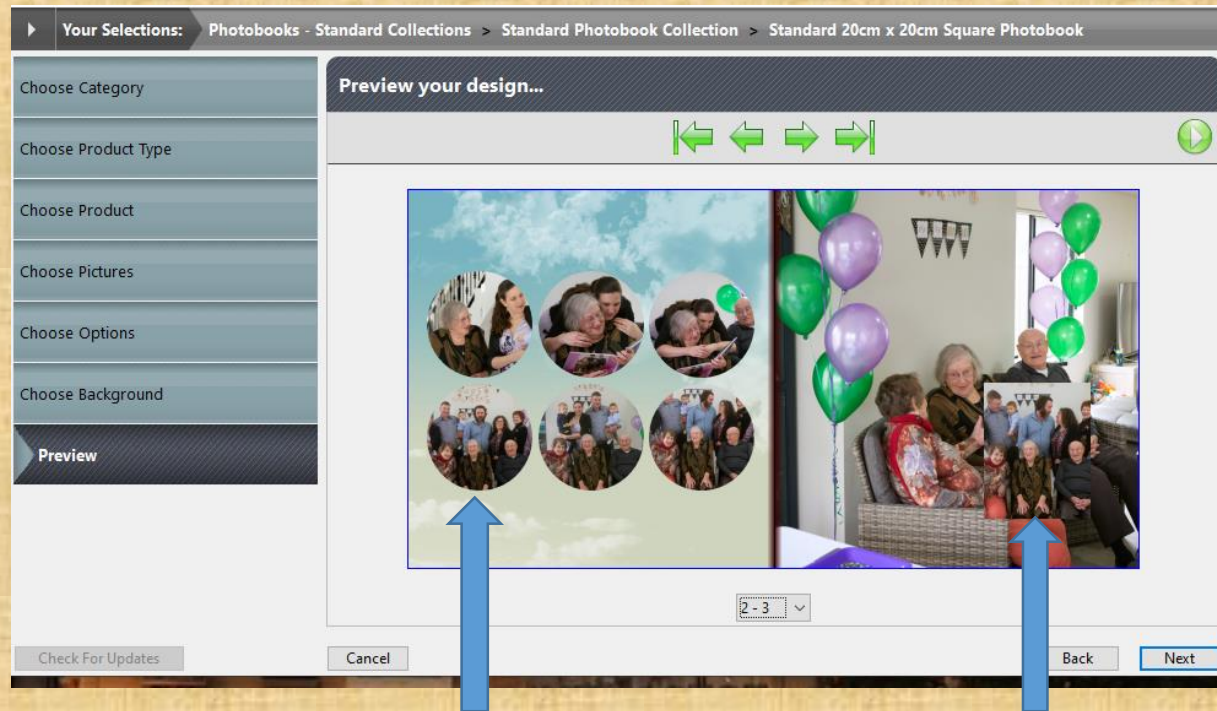 Your Selections: Photobooks - Standard Collections > Standard Photobook Collection > Standard 20cm x 20cm Square Photobook
Choose Category
Choose Product Type
Choose Product
Choose Pictures
Choose Options
Choose Background
Preview
Preview your design...
2 - 3
Check For Updates
Cancel
Back
Next